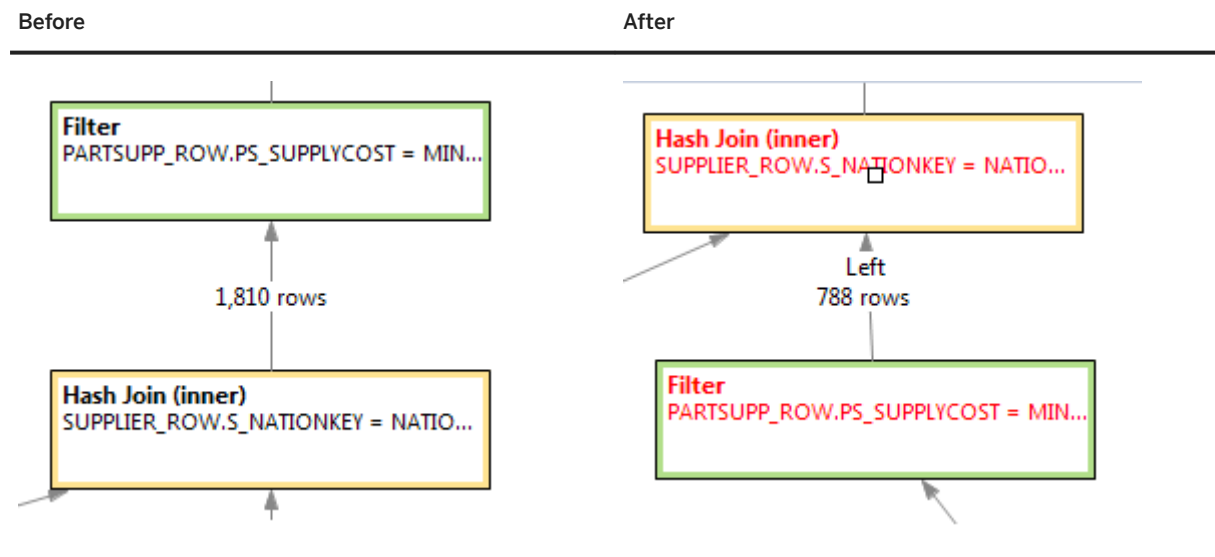 Before
After
Filter
PARTSUPP_ROW.PS_SUPPLYCOST = MIN...
1,810 rows
Hash Join (inner)
SUPPLIER_ROW.S_NATIONKEY = NATIO...
Hash Join (inner)
SUPPLIER_ROW.S_NATIONKEY = NATIO...
Left
788 rows
Filter
PARTSUPP_ROW.PS_SUPPLYCOST = MIN...